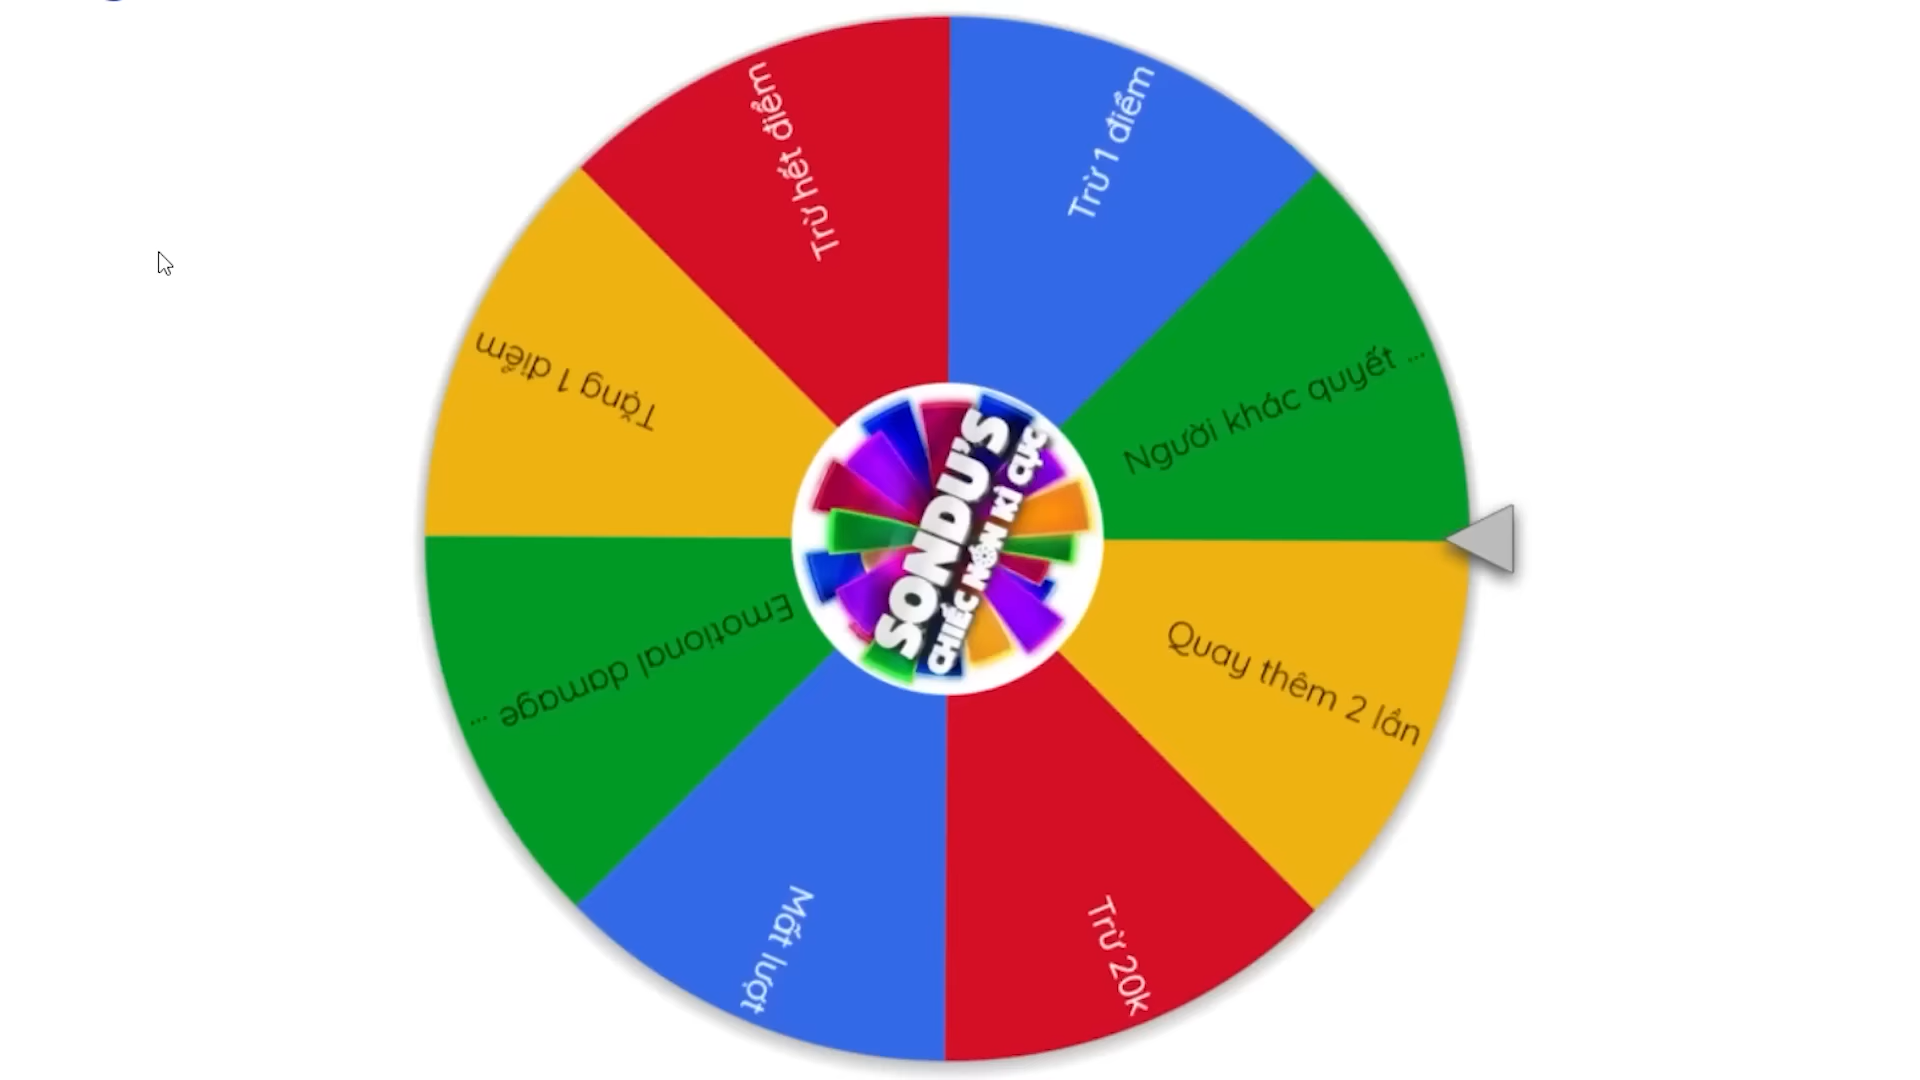 Trừ hết điểm
Trừ 1 điểm
Người khác quyết ...
Tặng 1 điểm
SONDU'S
CHIẾC NÓN KÌ CỰC
Emotional damage ...
Quay thêm 2 lần
Mất lượt
Trừ 20k